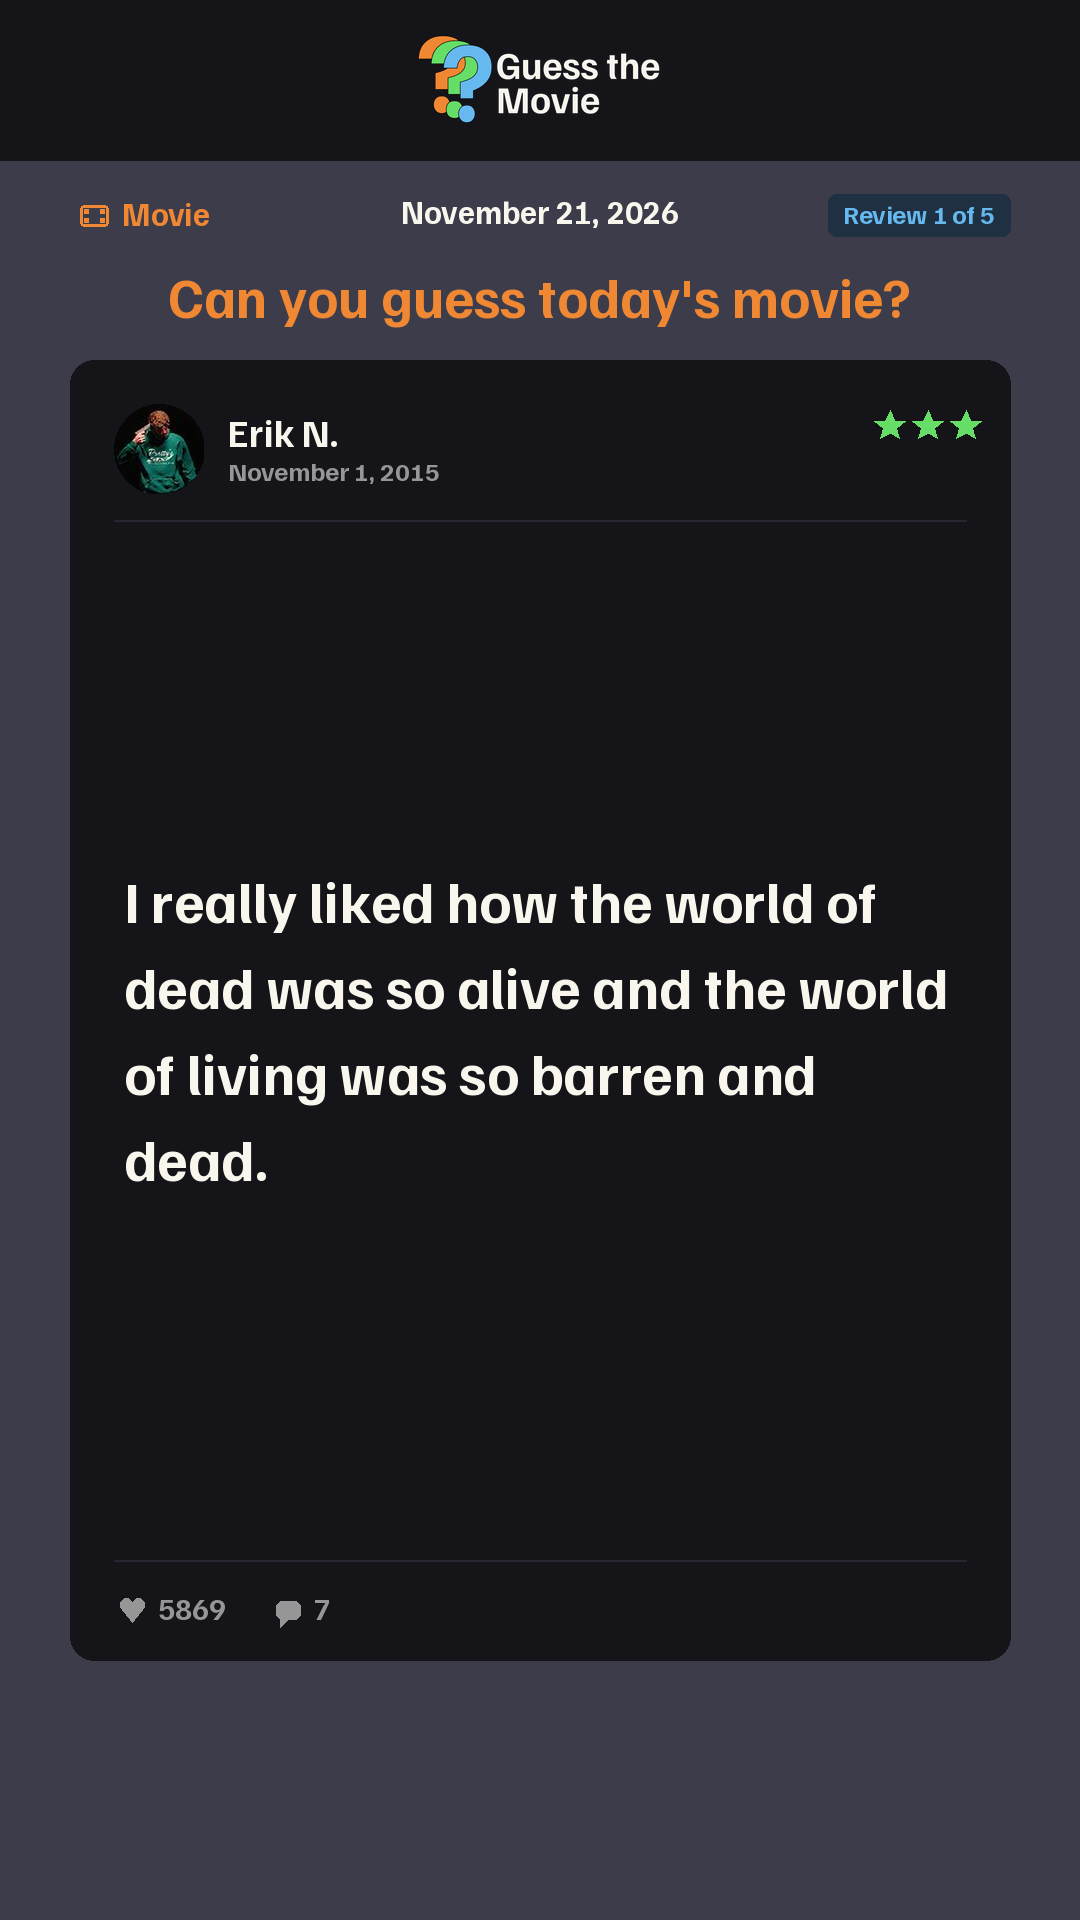 Guess the
Movie
Movie
November 21, 2026
Review 1 of 5
Can you guess today's movie?
Erik N.
November 1, 2015
I really liked how the world of
dead was so alive and the world
of living was so barren and
dead.
5869
7